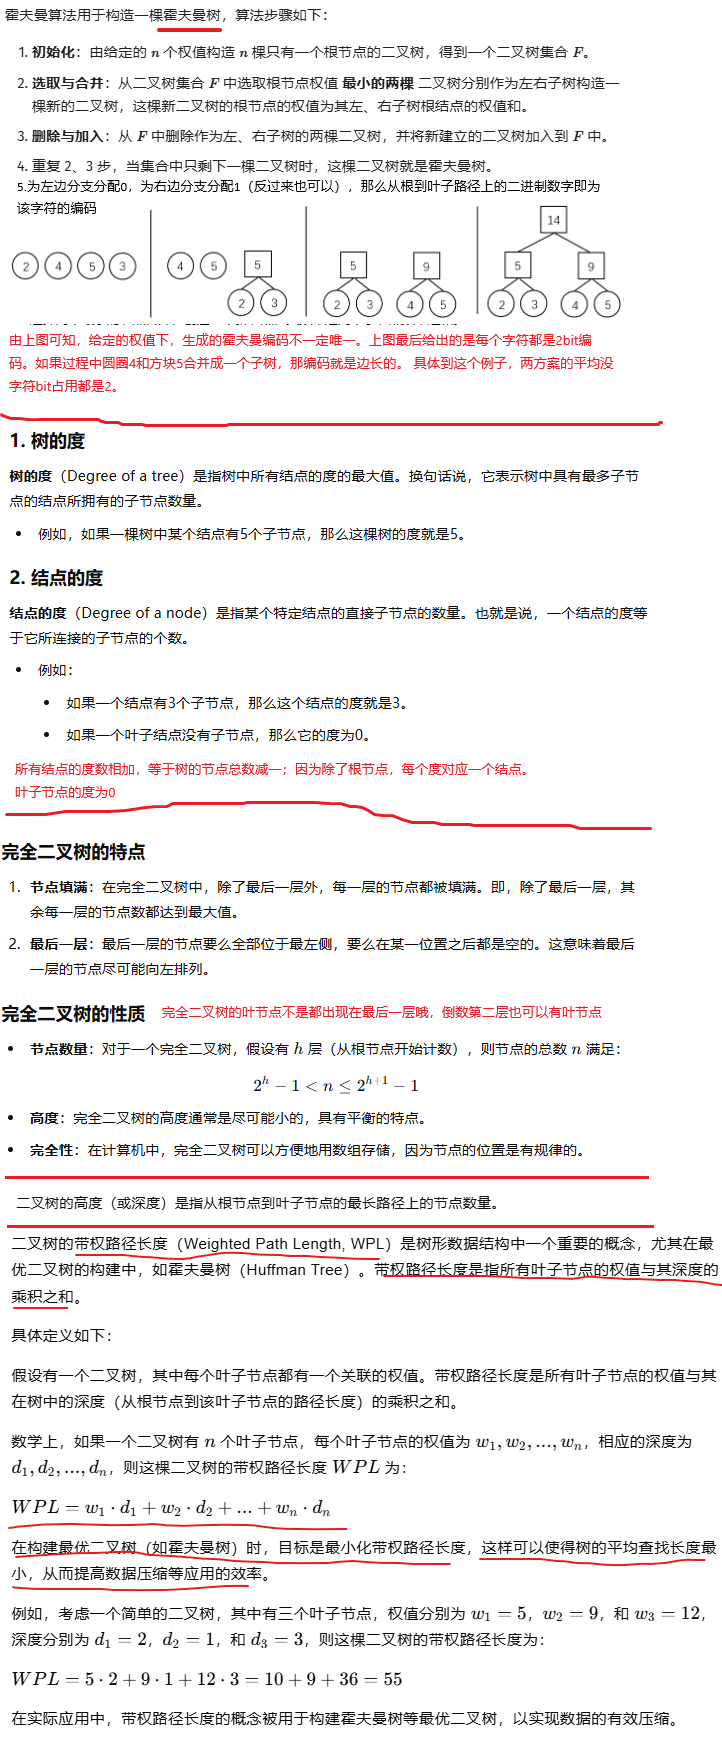 霍夫曼算法用于构造一棵霍夫曼树，算法步骤如下：
1. 初始化：由给定的 n 个权值构造 n 棵只有一个根节点的二叉树，得到一个二叉树集合 F。
2. 选取与合并：从二叉树集合 F 中选取根节点权值 最小的两棵 二叉树分别作为左右子树构造一
棵新的二叉树，这棵新二叉树的根节点的权值为其左、右子树根结点的权值和。
3. 删除与加入：从 F 中删除作为左、右子树的两棵二叉树，并将新建立的二叉树加入到 F 中。
4. 重复 2、3 步，当集合中只剩下一棵二叉树时，这棵二叉树就是霍夫曼树。
5.为左边分支分配0，为右边分支分配1（反过来也可以），那么从根到叶子路径上的二进制数字即为
该字符的编码
14
2 4 5 3 4 5 5 5 9 5 9
2 3 2 3 4 5 2 3 4 5
由上图可知，给定的权值下，生成的霍夫曼编码不一定唯一。上图最后给出的是每个字符都是2bit编
码。如果过程中圆圈4和方块5合并成一个子树，那编码就是边长的。 具体到这个例子，两方案的平均没
字符bit占用都是2。
1. 树的度
树的度（Degree of a tree）是指树中所有结点的度的最大值。换句话说，它表示树中具有最多子节
点的结点所拥有的子节点数量。
• 例如，如果一棵树中某个结点有5个子节点，那么这棵树的度就是5。
2. 结点的度
结点的度（Degree of a node）是指某个特定结点的直接子节点的数量。也就是说，一个结点的度等
于它所连接的子节点的个数。
• 例如：
• 如果一个结点有3个子节点，那么这个结点的度就是3。
• 如果一个叶子结点没有子节点，那么它的度为0。
所有结点的度数相加，等于树的节点总数减一；因为除了根节点，每个度对应一个结点。
叶子节点的度为0
完全二叉树的特点
1. 节点填满：在完全二叉树中，除了最后一层外，每一层的节点都被填满。即，除了最后一层，其
余每一层的节点数都达到最大值。
2. 最后一层：最后一层的节点要么全部位于最左侧，要么在某一位置之后都是空的。这意味着最后
一层的节点尽可能向左排列。
完全二叉树的性质 完全二叉树的叶节点不是都出现在最后一层哦，倒数第二层也可以有叶节点
• 节点数量：对于一个完全二叉树，假设有 h 层（从根节点开始计数），则节点的总数 n 满足：
2^h − 1 < n ≤ 2^{h+1} − 1
• 高度：完全二叉树的高度通常是尽可能小的，具有平衡的特点。
• 完全性：在计算机中，完全二叉树可以方便地用数组存储，因为节点的位置是有规律的。
二叉树的高度（或深度）是指从根节点到叶子节点的最长路径上的节点数量。
二叉树的带权路径长度（Weighted Path Length, WPL）是树形数据结构中一个重要的概念，尤其在最
优二叉树的构建中，如霍夫曼树（Huffman Tree）。带权路径长度是指所有叶子节点的权值与其深度的
乘积之和。
具体定义如下：
假设有一个二叉树，其中每个叶子节点都有一个关联的权值。带权路径长度是所有叶子节点的权值与其
在树中的深度（从根节点到该叶子节点的路径长度）的乘积之和。
数学上，如果一个二叉树有 n 个叶子节点，每个叶子节点的权值为 w₁, w₂, ..., wₙ，相应的深度为
d₁, d₂, ..., dₙ，则这棵二叉树的带权路径长度 WPL 为：
WPL = w₁ · d₁ + w₂ · d₂ + ... + wₙ · dₙ
在构建最优二叉树（如霍夫曼树）时，目标是最小化带权路径长度，这样可以使得树的平均查找长度最
小，从而提高数据压缩等应用的效率。
例如，考虑一个简单的二叉树，其中有三个叶子节点，权值分别为 w₁ = 5，w₂ = 9，和 w₃ = 12，
深度分别为 d₁ = 2，d₂ = 1，和 d₃ = 3，则这棵二叉树的带权路径长度为：
WPL = 5 · 2 + 9 · 1 + 12 · 3 = 10 + 9 + 36 = 55
在实际应用中，带权路径长度的概念被用于构建霍夫曼树等最优二叉树，以实现数据的有效压缩。